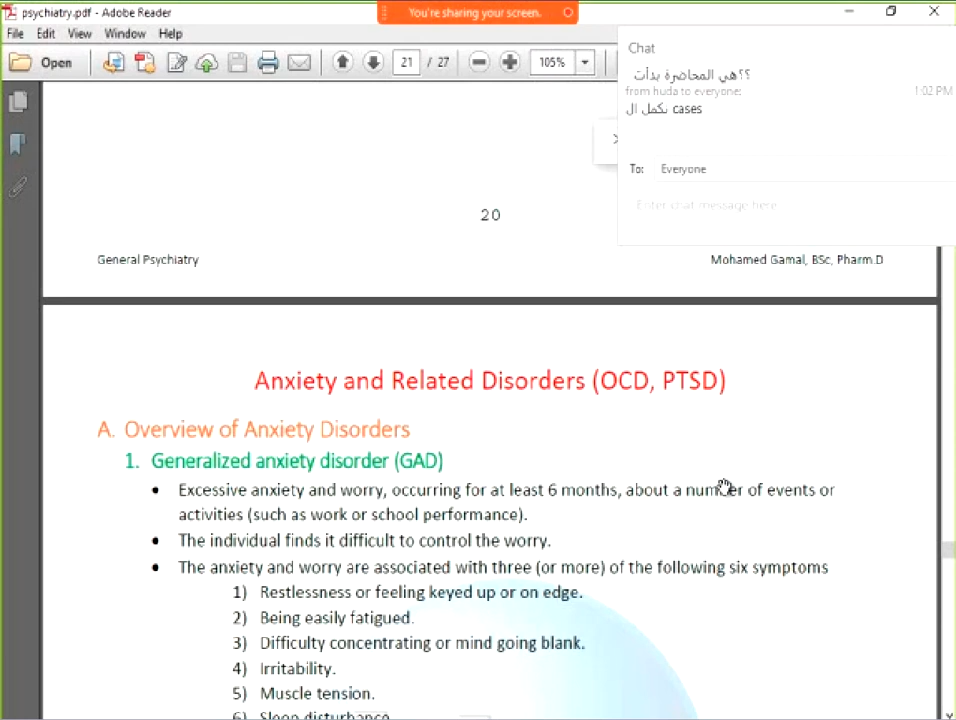 psychiatry.pdf - Adobe Reader
You're sharing your screen.
File Edit View Window Help
Open
21 / 27
105%
Chat
هي المحاضرة بدأت؟؟
from huda to everyone:
1:02 PM
نكمل ال cases
To: Everyone
Enter chat message here
20
General Psychiatry
Mohamed Gamal, BSc, Pharm.D
Anxiety and Related Disorders (OCD, PTSD)
A. Overview of Anxiety Disorders
1. Generalized anxiety disorder (GAD)
• Excessive anxiety and worry, occurring for at least 6 months, about a number of events or
activities (such as work or school performance).
• The individual finds it difficult to control the worry.
• The anxiety and worry are associated with three (or more) of the following six symptoms
1) Restlessness or feeling keyed up or on edge.
2) Being easily fatigued.
3) Difficulty concentrating or mind going blank.
4) Irritability.
5) Muscle tension.
6) Sleep disturbance